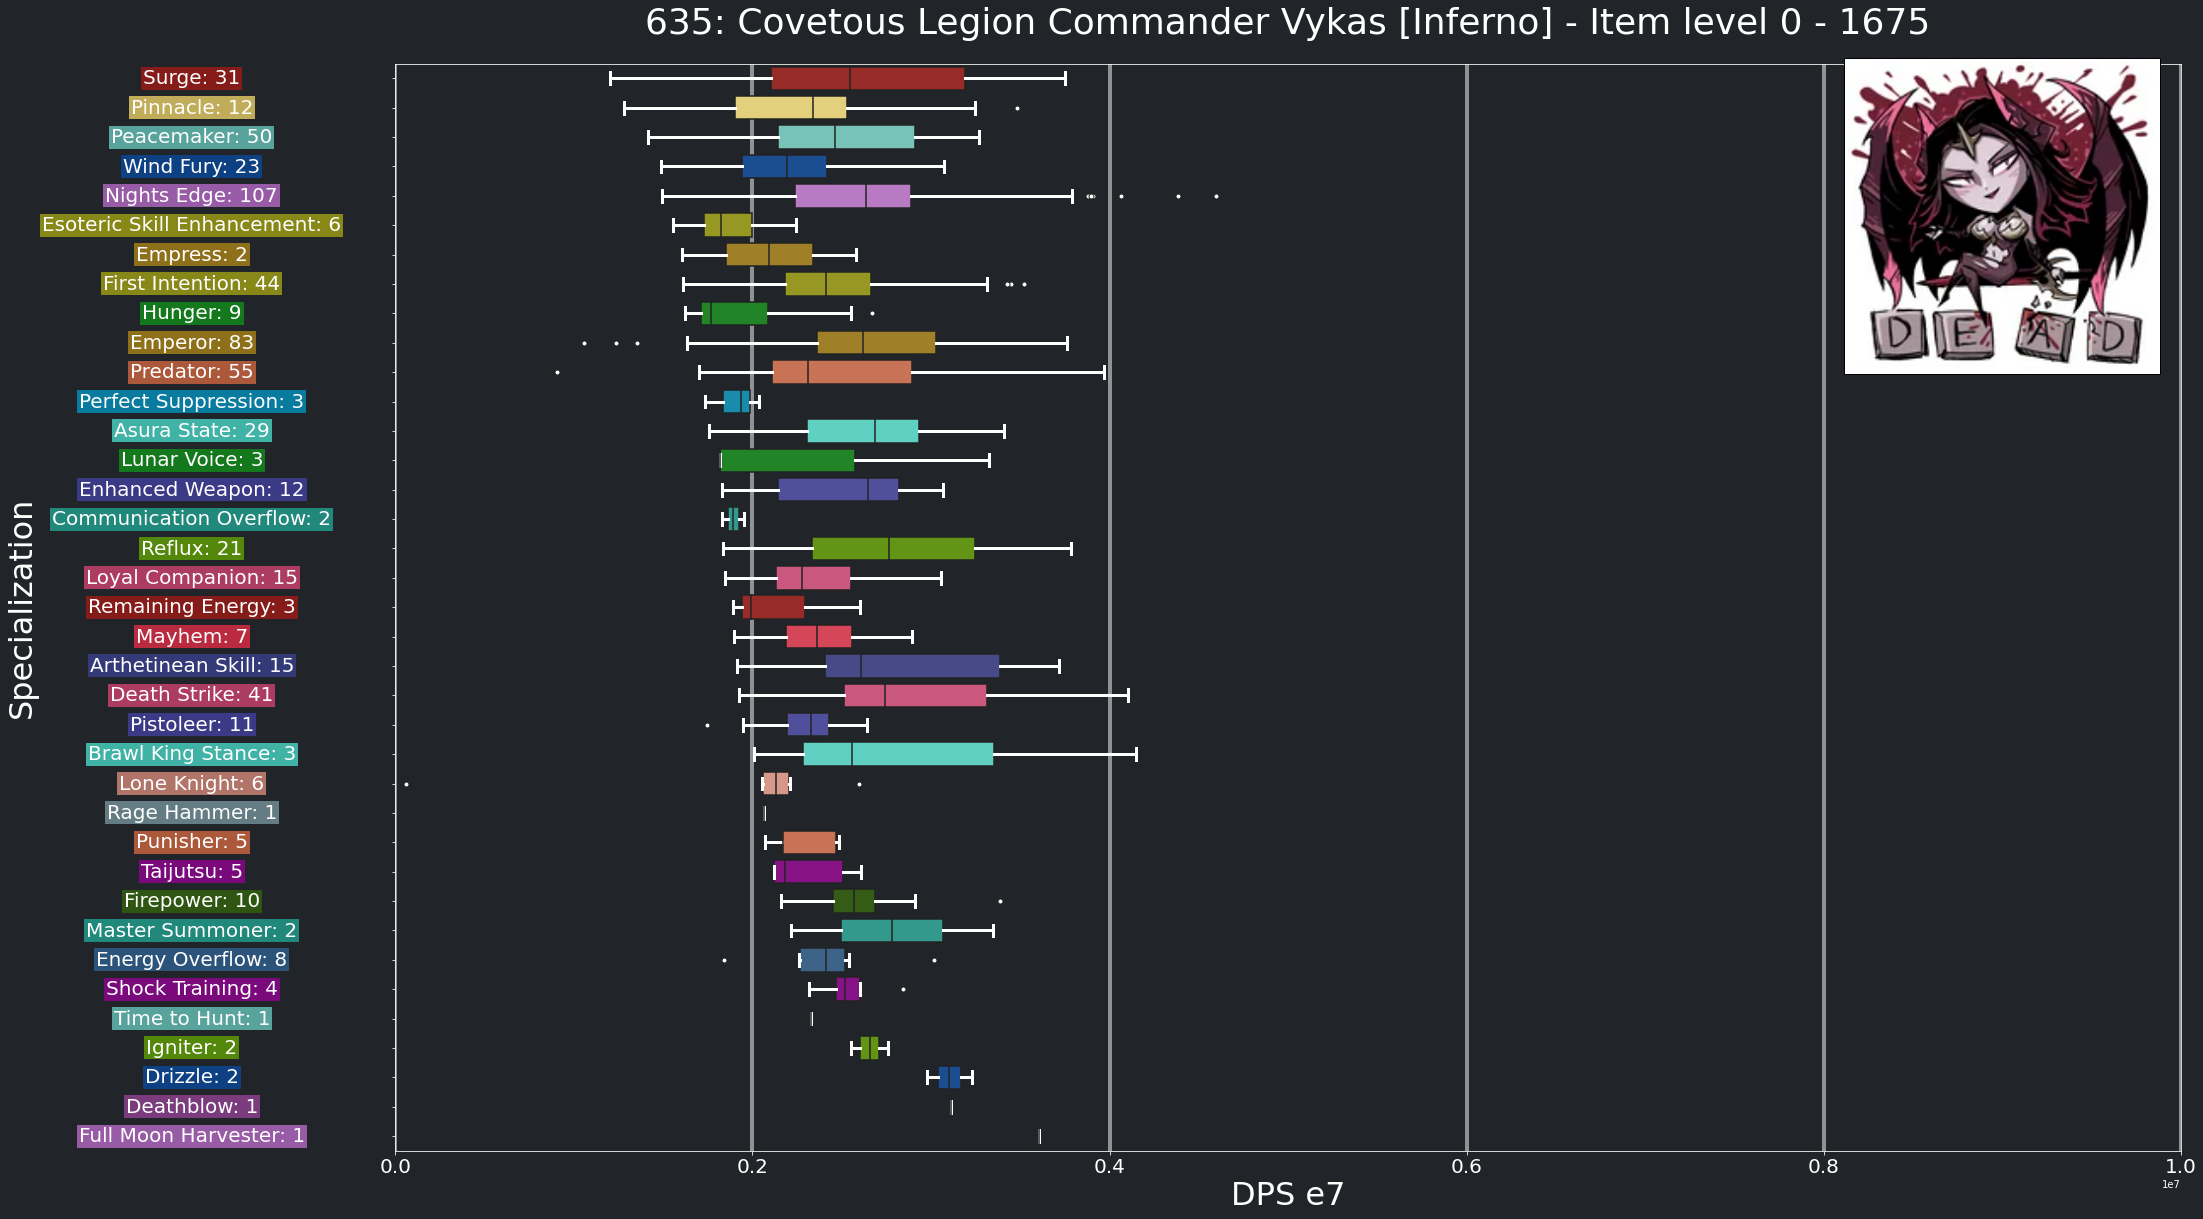 635: Covetous Legion Commander Vykas [Inferno] - Item level 0 - 1675
Surge: 31
Pinnacle: 12
Peacemaker: 50
Wind Fury: 23
Nights Edge: 107
Esoteric Skill Enhancement: 6
Empress: 2
First Intention: 44
Hunger: 9
Emperor: 83
Predator: 55
Perfect Suppression: 3
Asura State: 29
Lunar Voice: 3
Enhanced Weapon: 12
Communication Overflow: 2
Reflux: 21
Loyal Companion: 15
Remaining Energy: 3
Mayhem: 7
Arthetinean Skill: 15
Death Strike: 41
Pistoleer: 11
Brawl King Stance: 3
Lone Knight: 6
Rage Hammer: 1
Punisher: 5
Taijutsu: 5
Firepower: 10
Master Summoner: 2
Energy Overflow: 8
Shock Training: 4
Time to Hunt: 1
Igniter: 2
Drizzle: 2
Deathblow: 1
Full Moon Harvester: 1
Specialization
DEAD
0.0 0.2 0.4 0.6 0.8 1.0
1e7
DPS e7